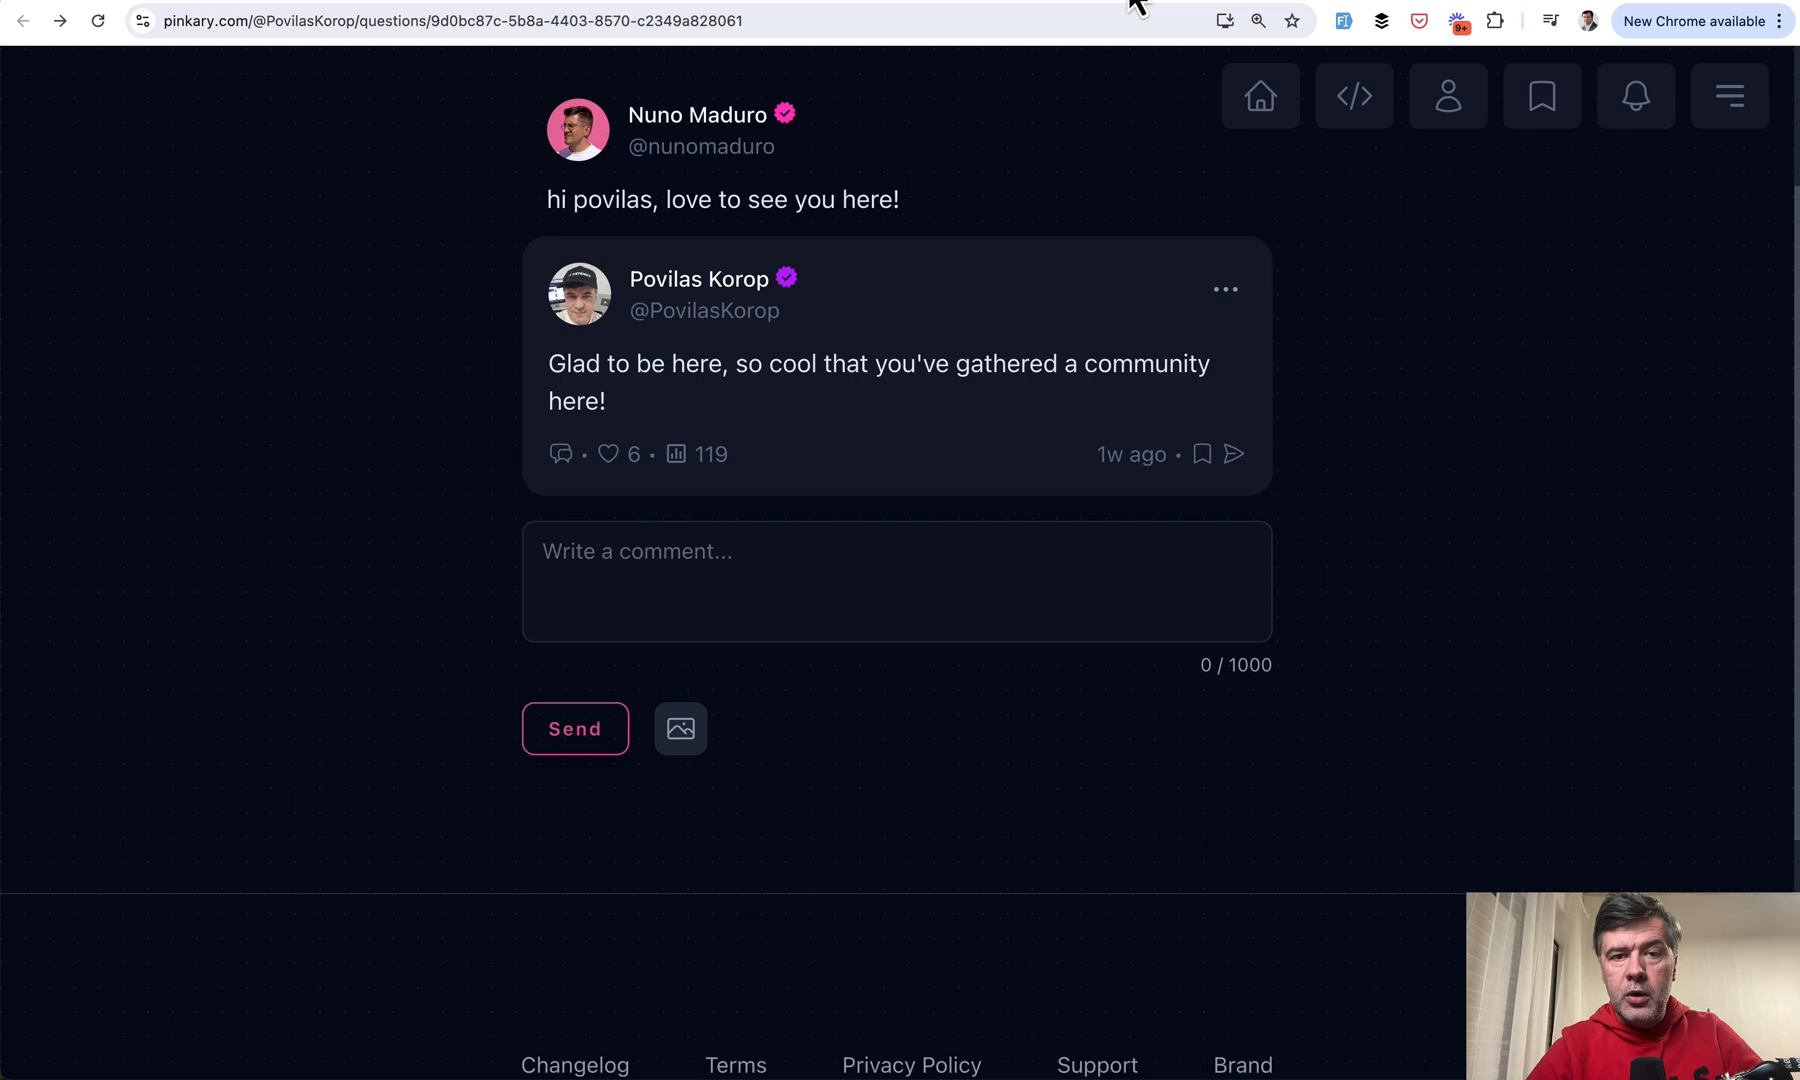 pinkary.com/@PovilasKorop/questions/9d0bc87c-5b8a-4403-8570-c2349a828061
9+
New Chrome available
Nuno Maduro
@nunomaduro
hi povilas, love to see you here!
Povilas Korop
@PovilasKorop
Glad to be here, so cool that you've gathered a community
here!
6
119
1w ago
Write a comment...
0 / 1000
Send
Changelog
Terms
Privacy Policy
Support
Brand